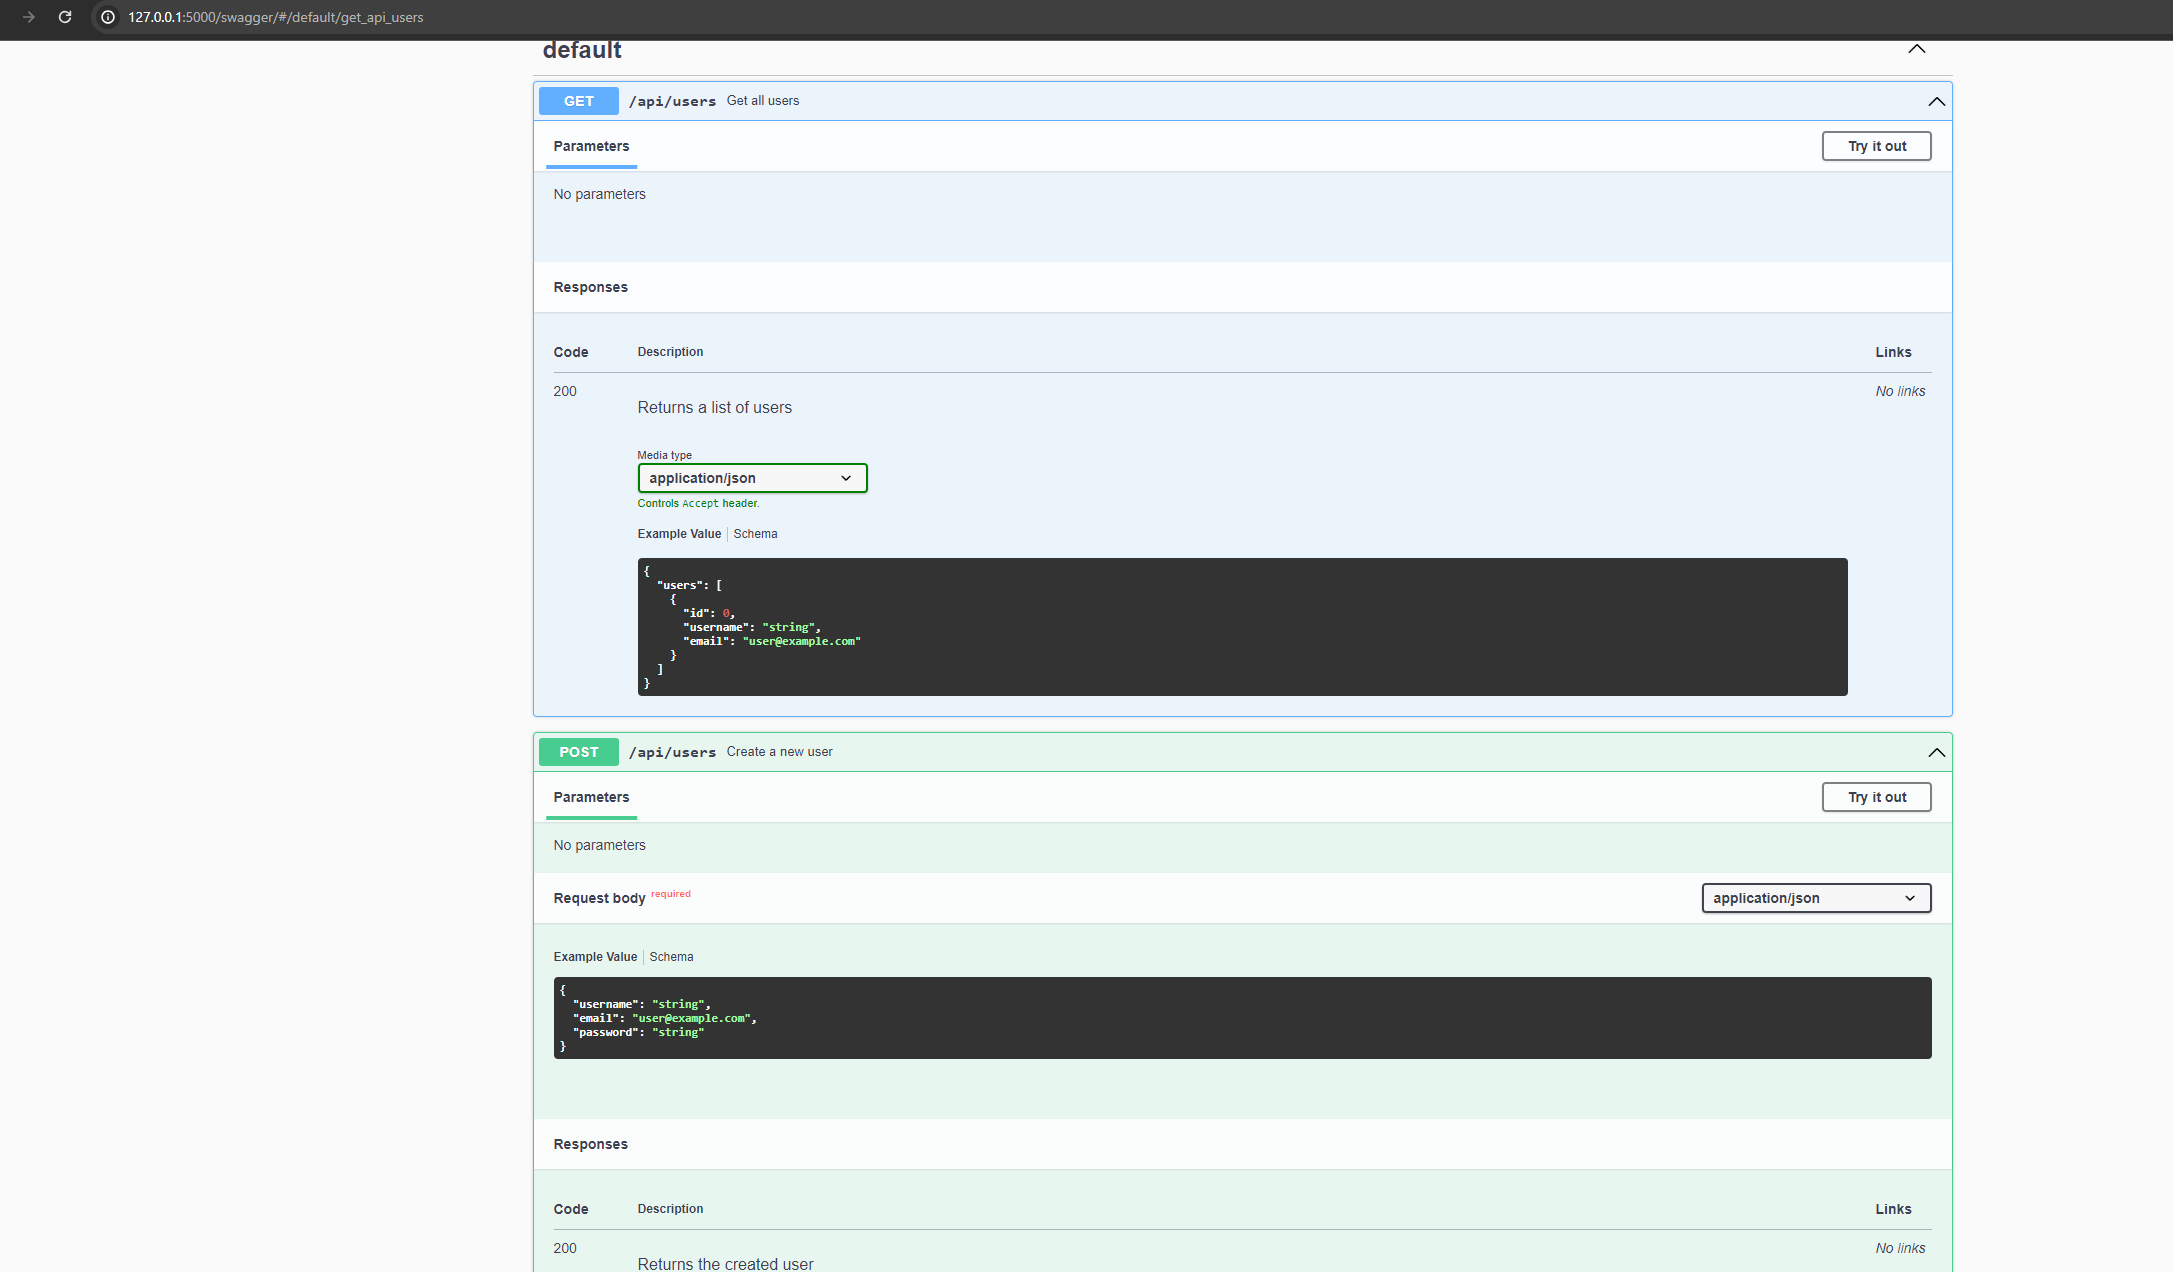 127.0.0.1:5000/swagger/#/default/get_api_users
default
GET /api/users Get all users
Parameters Try it out
No parameters
Responses
Code Description Links
200 No links
Returns a list of users
Media type
application/json
Controls Accept header.
Example Value Schema
{
  "users": [
    {
      "id": 0,
      "username": "string",
      "email": "user@example.com"
    }
  ]
}
POST /api/users Create a new user
Parameters Try it out
No parameters
Request body required application/json
Example Value Schema
{
  "username": "string",
  "email": "user@example.com",
  "password": "string"
}
Responses
Code Description Links
200 No links
Returns the created user